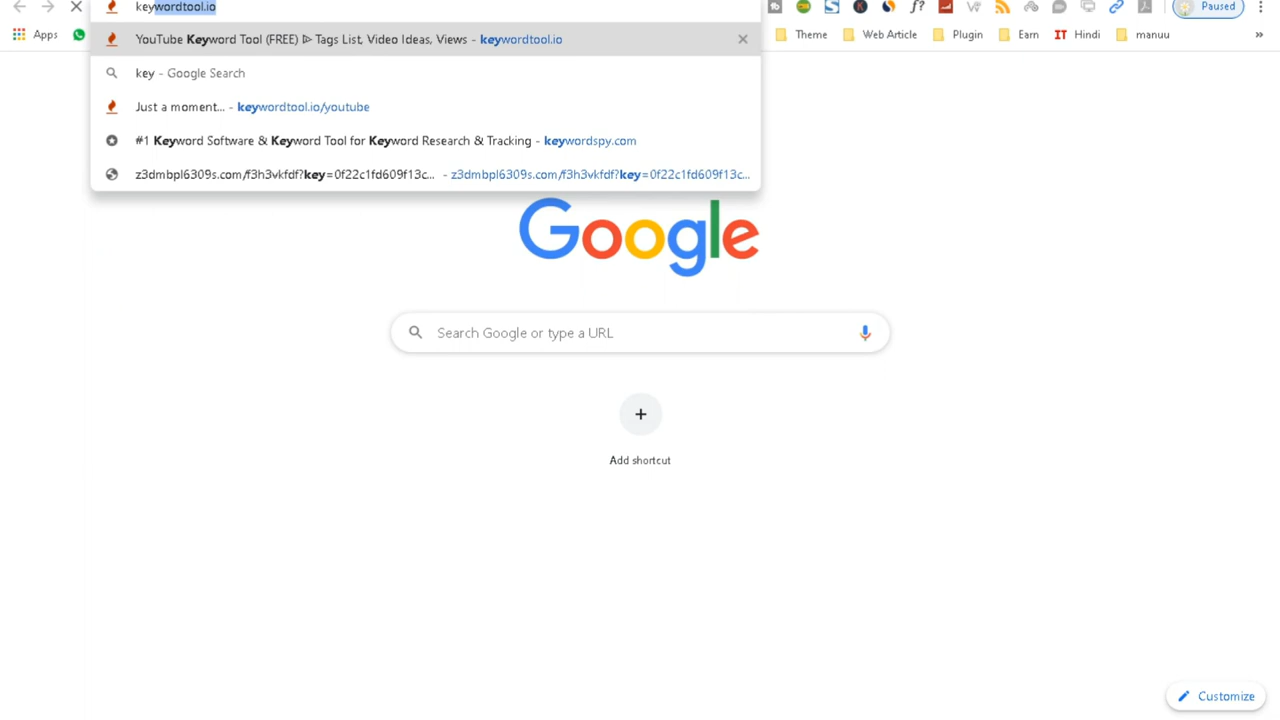 keywordtool.io
Paused
Apps
Theme
Web Article
Plugin
Earn
IT Hindi
manuu
»
YouTube Keyword Tool (FREE) ᐈ Tags List, Video Ideas, Views - keywordtool.io
key - Google Search
Just a moment... - keywordtool.io/youtube
#1 Keyword Software & Keyword Tool for Keyword Research & Tracking - keywordspy.com
z3dmbpl6309s.com/f3h3vkfdf?key=0f22c1fd609f13c... - z3dmbpl6309s.com/f3h3vkfdf?key=0f22c1fd609f13c...
Google
Search Google or type a URL
Add shortcut
Customize